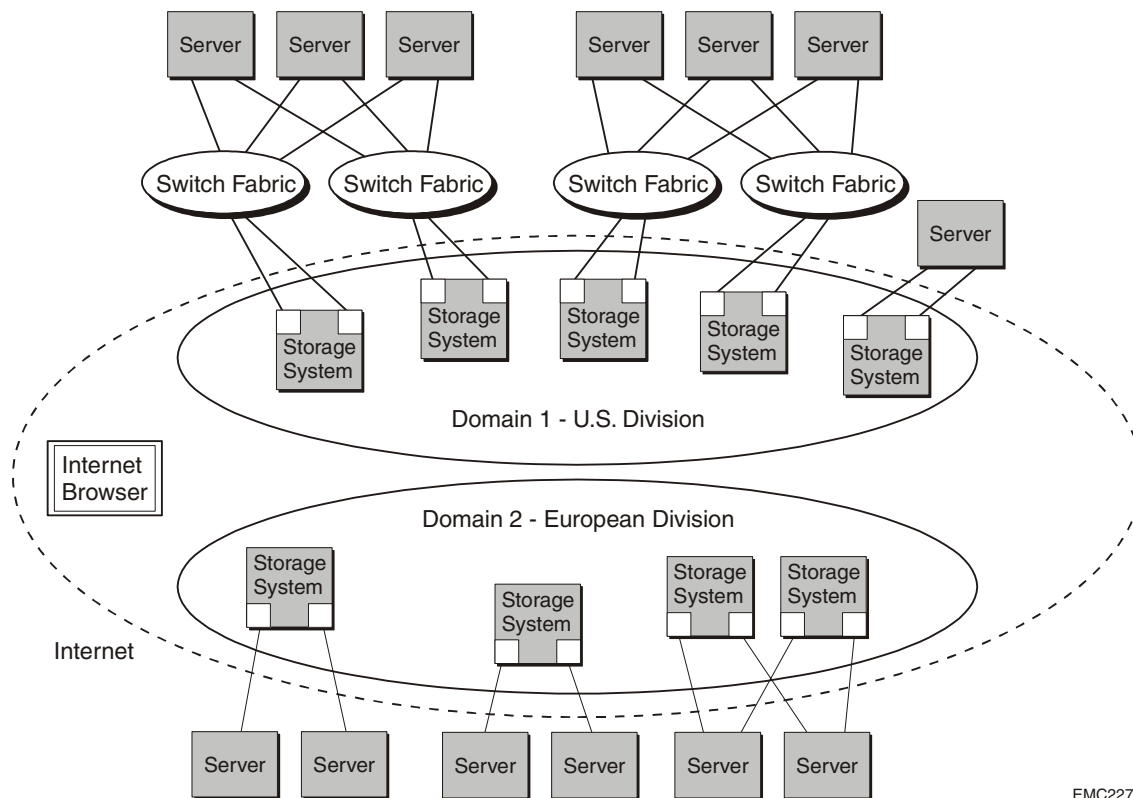 Server
Server
Server
Server
Server
Server
Switch Fabric
Switch Fabric
Switch Fabric
Switch Fabric
Server
Storage
System
Storage
System
Storage
System
Storage
System
Storage
System
Domain 1 - U.S. Division
Internet
Browser
Domain 2 - European Division
Storage
System
Storage
System
Storage
System
Storage
System
Internet
Server
Server
Server
Server
Server
Server
EMC227